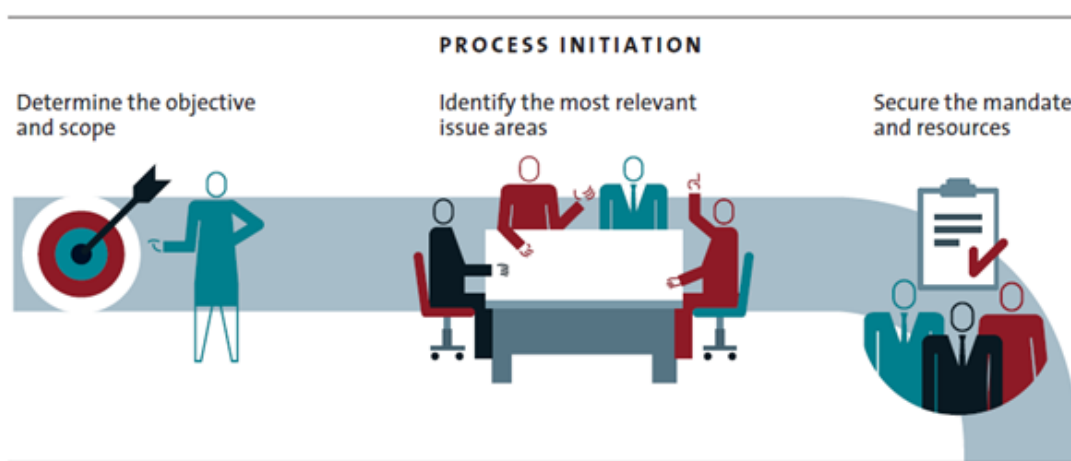 PROCESS INITIATION
Determine the objective
and scope
Identify the most relevant
issue areas
Secure the mandate
and resources